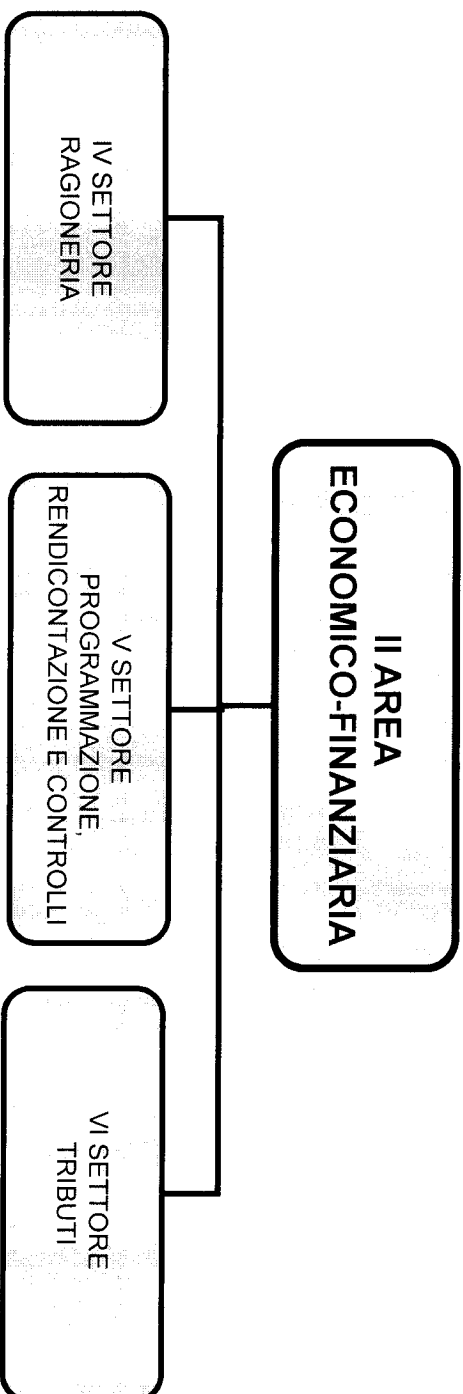 II AREA
ECONOMICO-FINANZIARIA
IV SETTORE
RAGIONERIA
V SETTORE
PROGRAMMAZIONE,
RENDICONTAZIONE E CONTROLLI
VI SETTORE
TRIBUTI